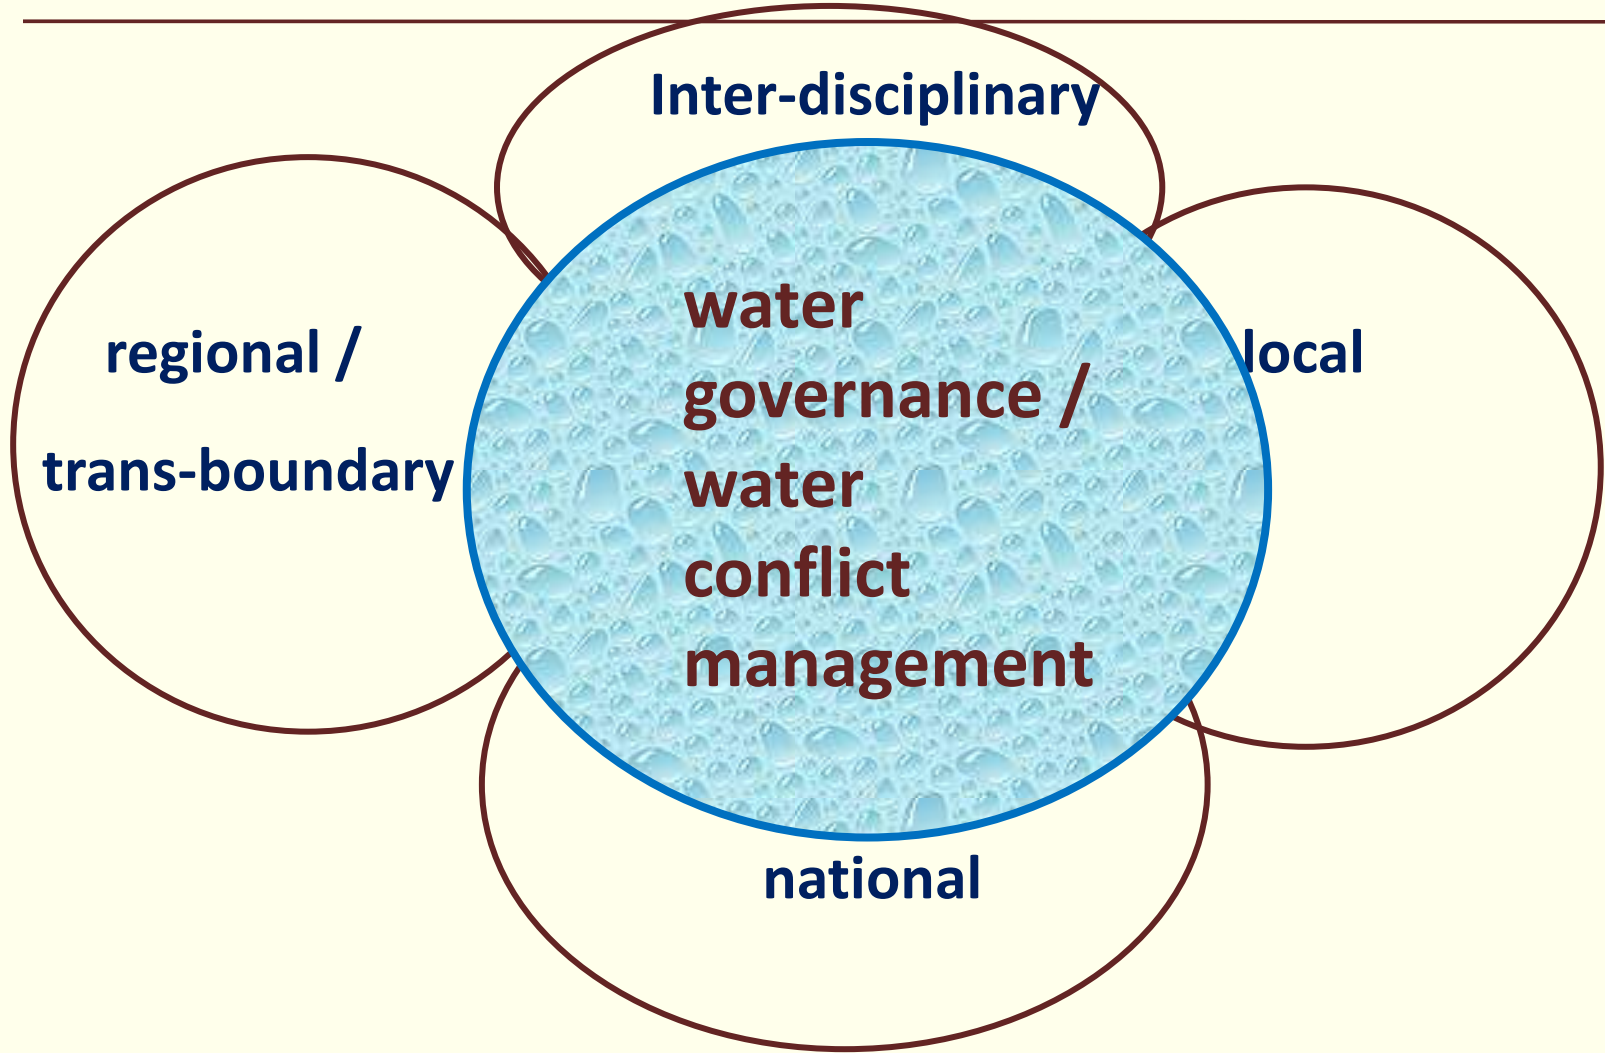 Inter-disciplinary
regional /
trans-boundary
water
governance /
water
conflict
management
local
national